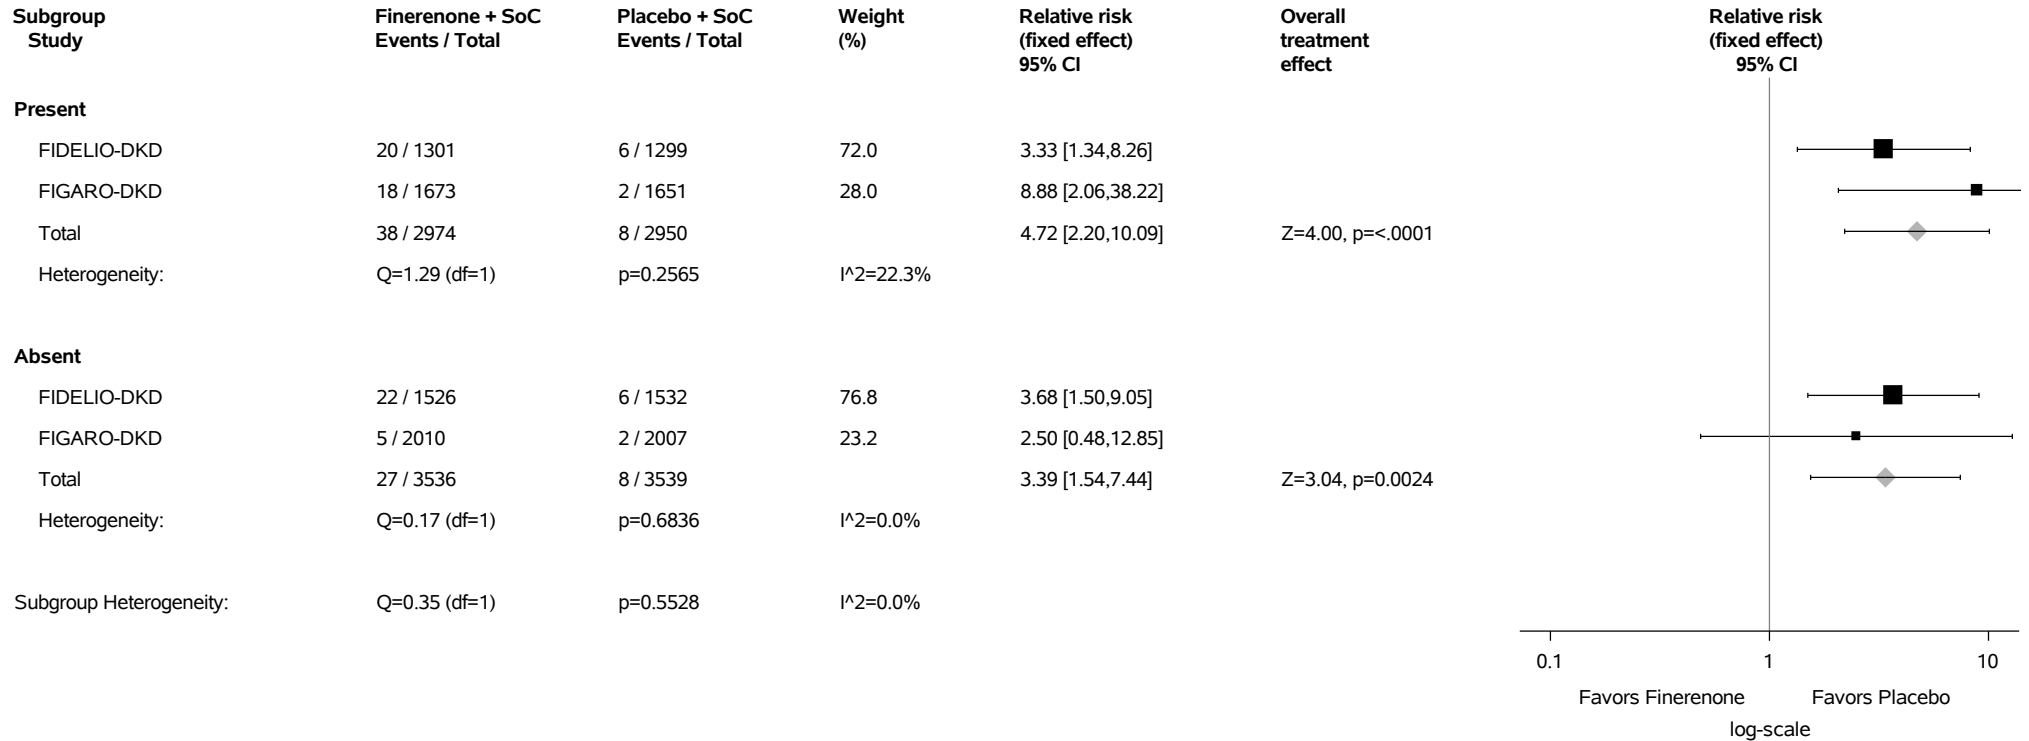 Subgroup Finerenone + SoC Placebo + SoC Weight Relative risk Overall Relative risk
Study Events / Total Events / Total (%) (fixed effect) treatment (fixed effect)
95% CI effect 95% CI
Present
FIDELIO-DKD 20 / 1301 6 / 1299 72.0 3.33 [1.34,8.26]
FIGARO-DKD 18 / 1673 2 / 1651 28.0 8.88 [2.06,38.22]
Total 38 / 2974 8 / 2950 4.72 [2.20,10.09] Z=4.00, p=<.0001
Heterogeneity: Q=1.29 (df=1) p=0.2565 I^2=22.3%
Absent
FIDELIO-DKD 22 / 1526 6 / 1532 76.8 3.68 [1.50,9.05]
FIGARO-DKD 5 / 2010 2 / 2007 23.2 2.50 [0.48,12.85]
Total 27 / 3536 8 / 3539 3.39 [1.54,7.44] Z=3.04, p=0.0024
Heterogeneity: Q=0.17 (df=1) p=0.6836 I^2=0.0%
Subgroup Heterogeneity: Q=0.35 (df=1) p=0.5528 I^2=0.0%
0.1 1 10
Favors Finerenone Favors Placebo
log-scale